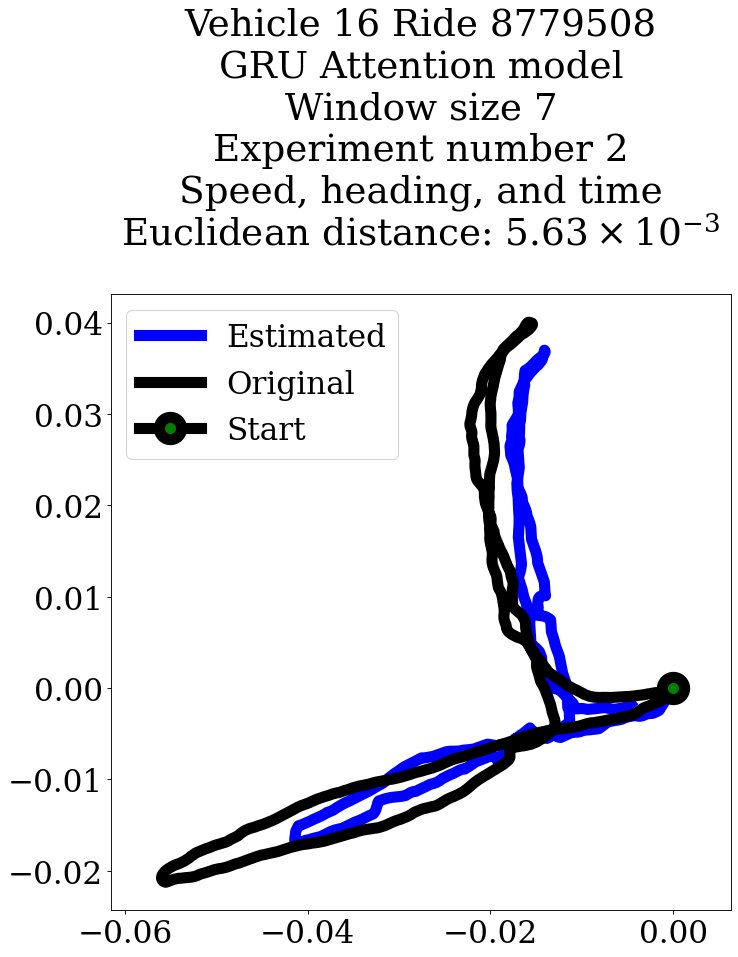 Vehicle 16 Ride 8779508
GRU Attention model
Window size 7
Experiment number 2
Speed, heading, and time
Euclidean distance: 5.63 × 10⁻³
Estimated
Original
Start
0.04
0.03
0.02
0.01
0.00
−0.01
−0.02
−0.06
−0.04
−0.02
0.00